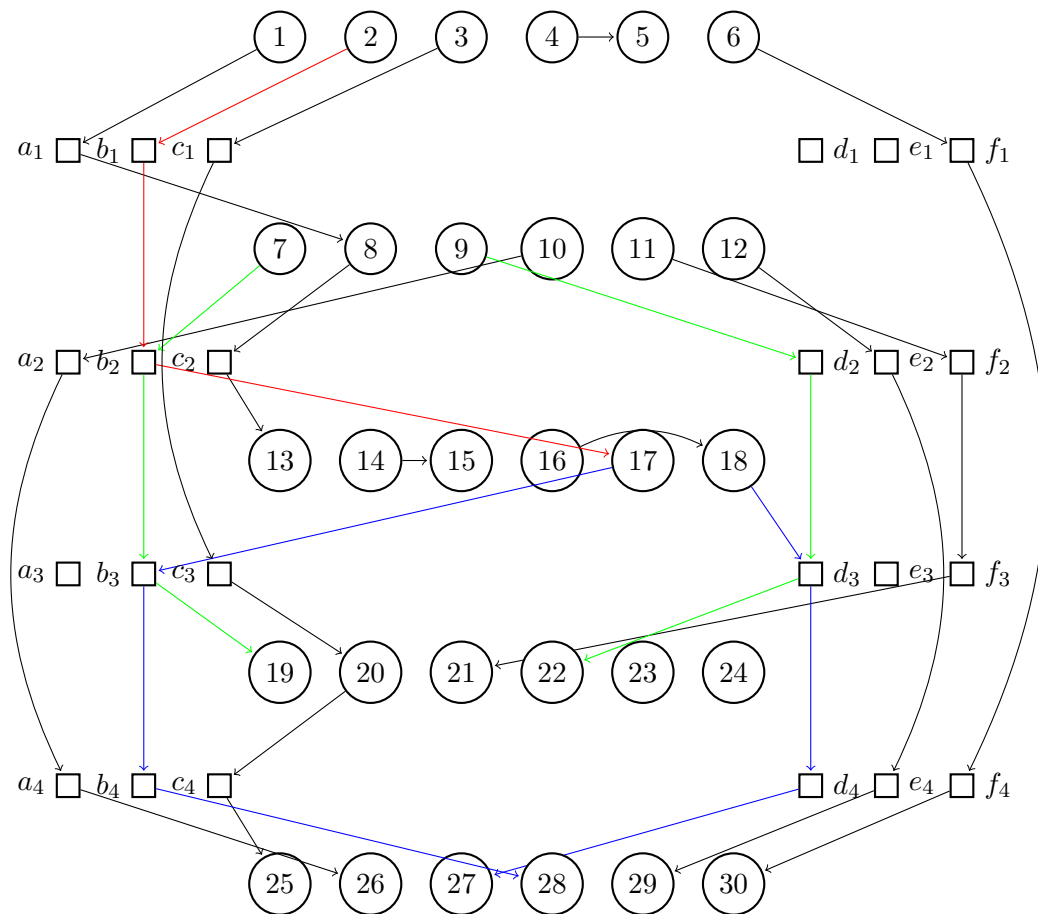 1 2 3 4 5 6
a₁ b₁ c₁ d₁ e₁ f₁
7 8 9 10 11 12
a₂ b₂ c₂ d₂ e₂ f₂
13 14 15 16 17 18
a₃ b₃ c₃ d₃ e₃ f₃
19 20 21 22 23 24
a₄ b₄ c₄ d₄ e₄ f₄
25 26 27 28 29 30